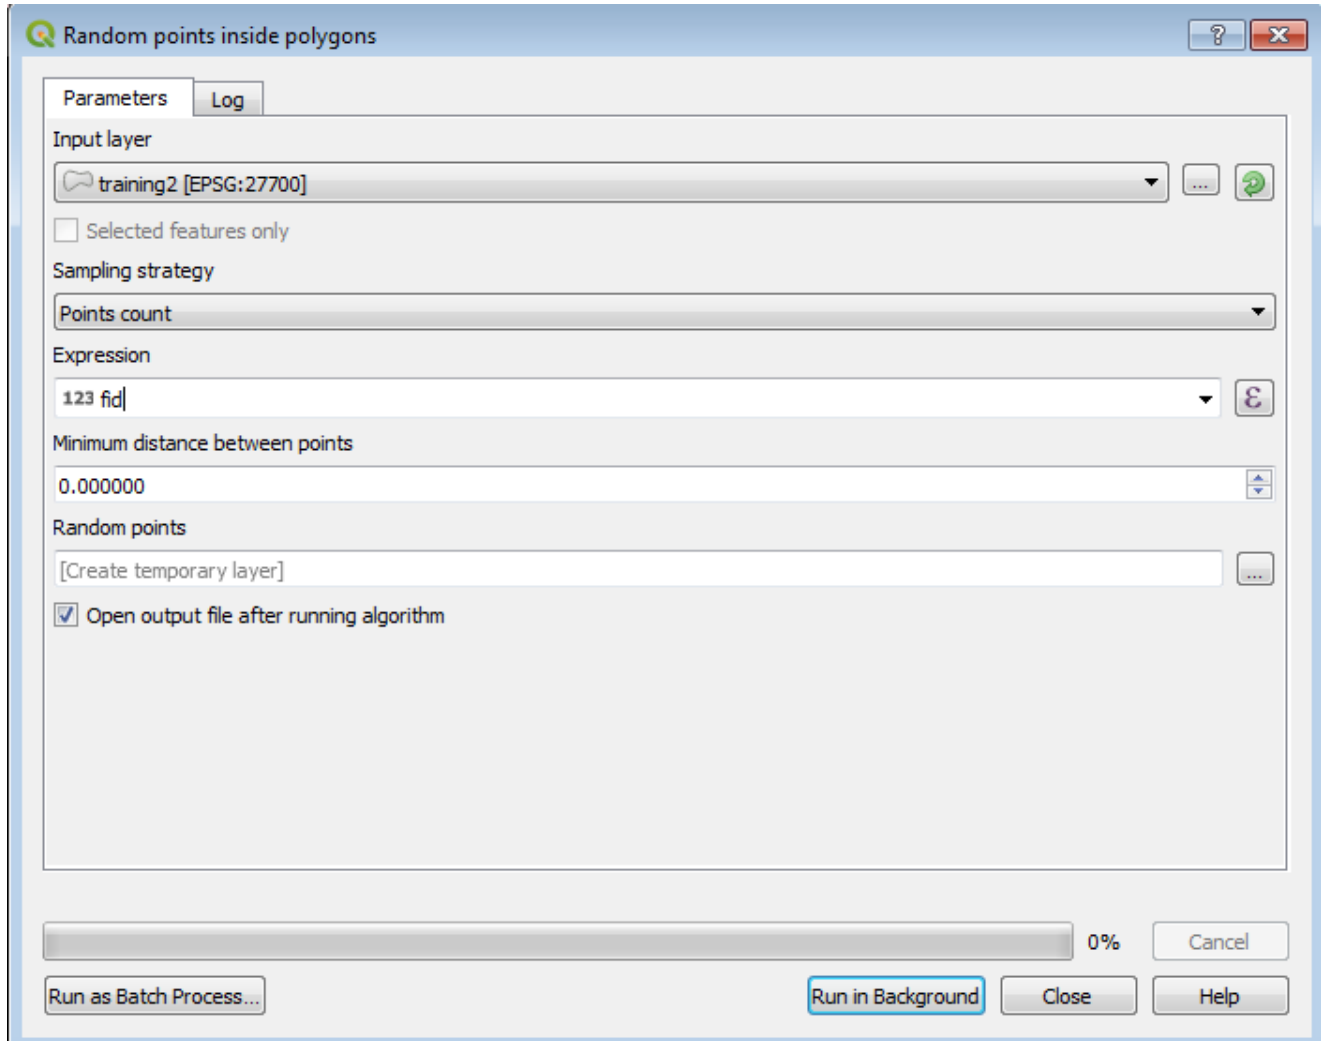 Random points inside polygons
Parameters
Log
Input layer
training2 [EPSG:27700]
...
Selected features only
Sampling strategy
Points count
Expression
123 fid
ε
Minimum distance between points
0.000000
Random points
[Create temporary layer]
...
Open output file after running algorithm
0%
Cancel
Run as Batch Process...
Run in Background
Close
Help